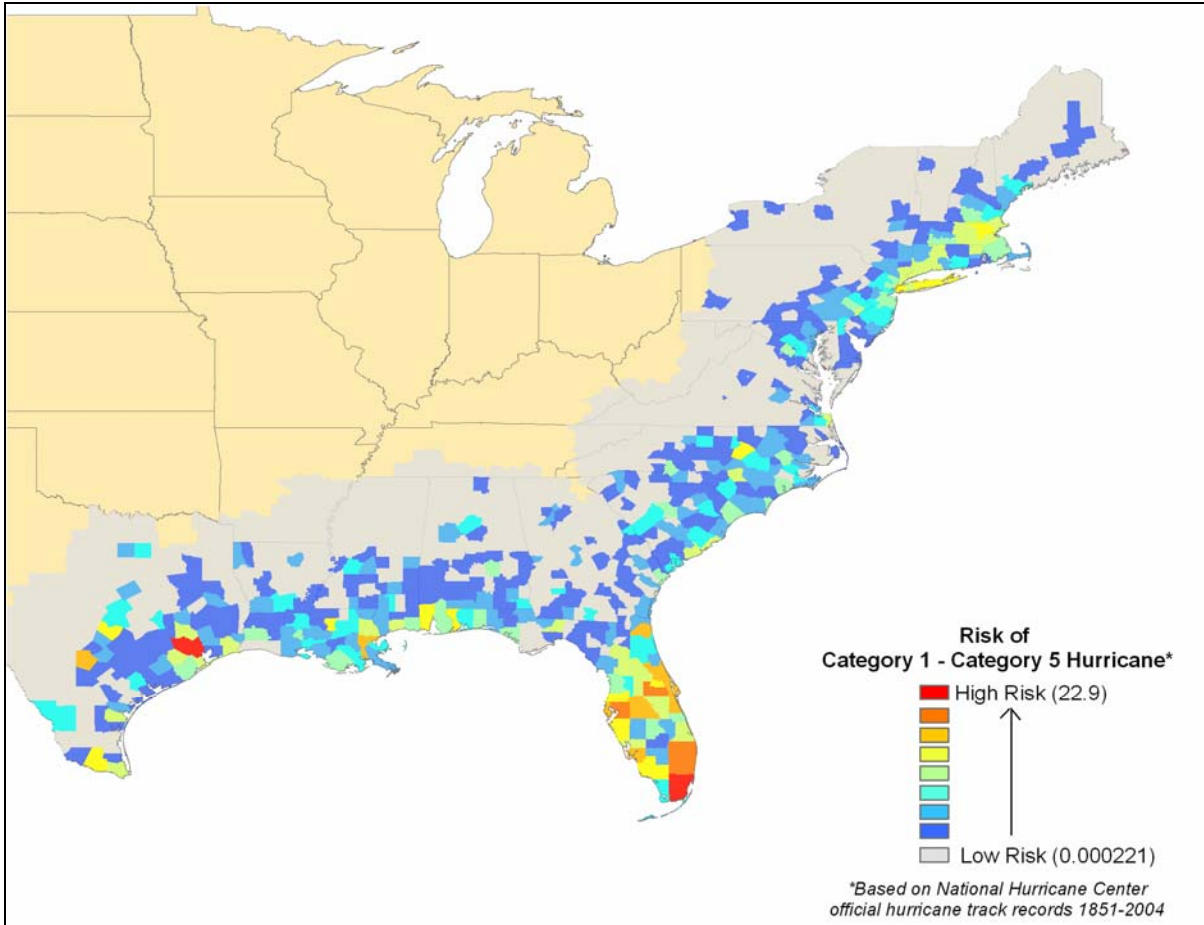 Risk of
Category 1 - Category 5 Hurricane*
High Risk (22.9)
Low Risk (0.000221)
*Based on National Hurricane Center
official hurricane track records 1851-2004